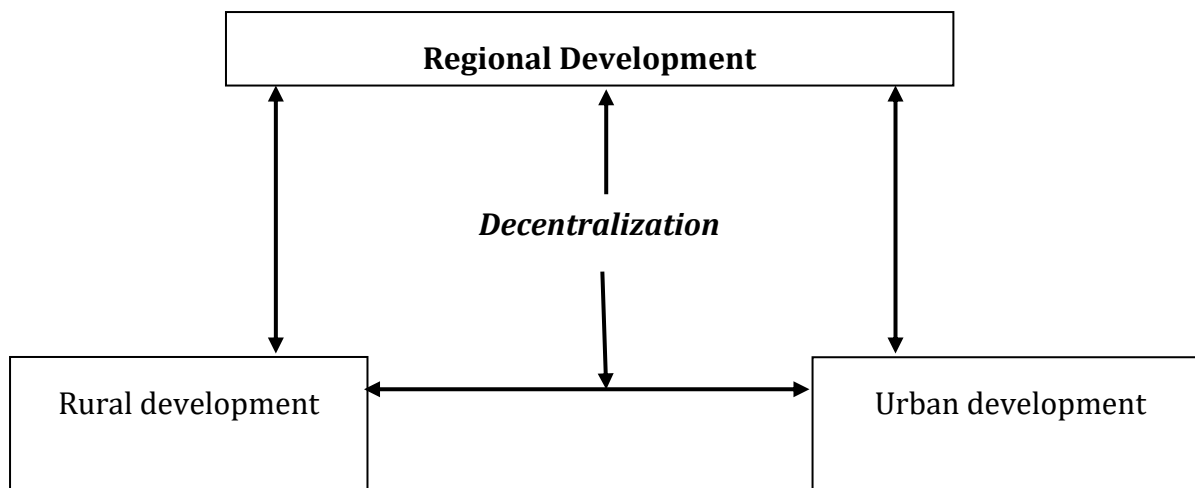 Regional Development
Decentralization
Rural development
Urban development